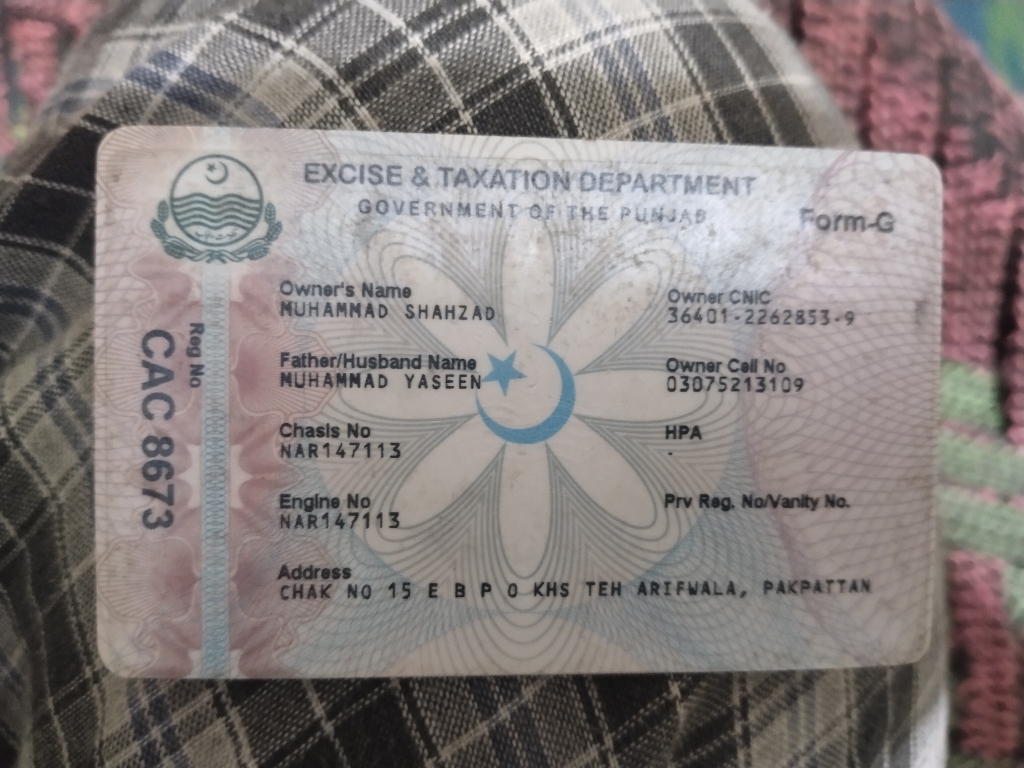 EXCISE & TAXATION DEPARTMENT
GOVERNMENT OF THE PUNJAB
Form-G
Reg No
CAC 8673
Owner's Name
MUHAMMAD SHAHZAD
Owner CNIC
36401-2262853-9
Father/Husband Name
MUHAMMAD YASEEN
Owner Cell No
03075213109
Chasis No
NAR147113
HPA
-
Engine No
NAR147113
Prv Reg. No/Vanity No.
Address
CHAK NO 15 E B P O KHS TEH ARIFWALA, PAKPATTAN